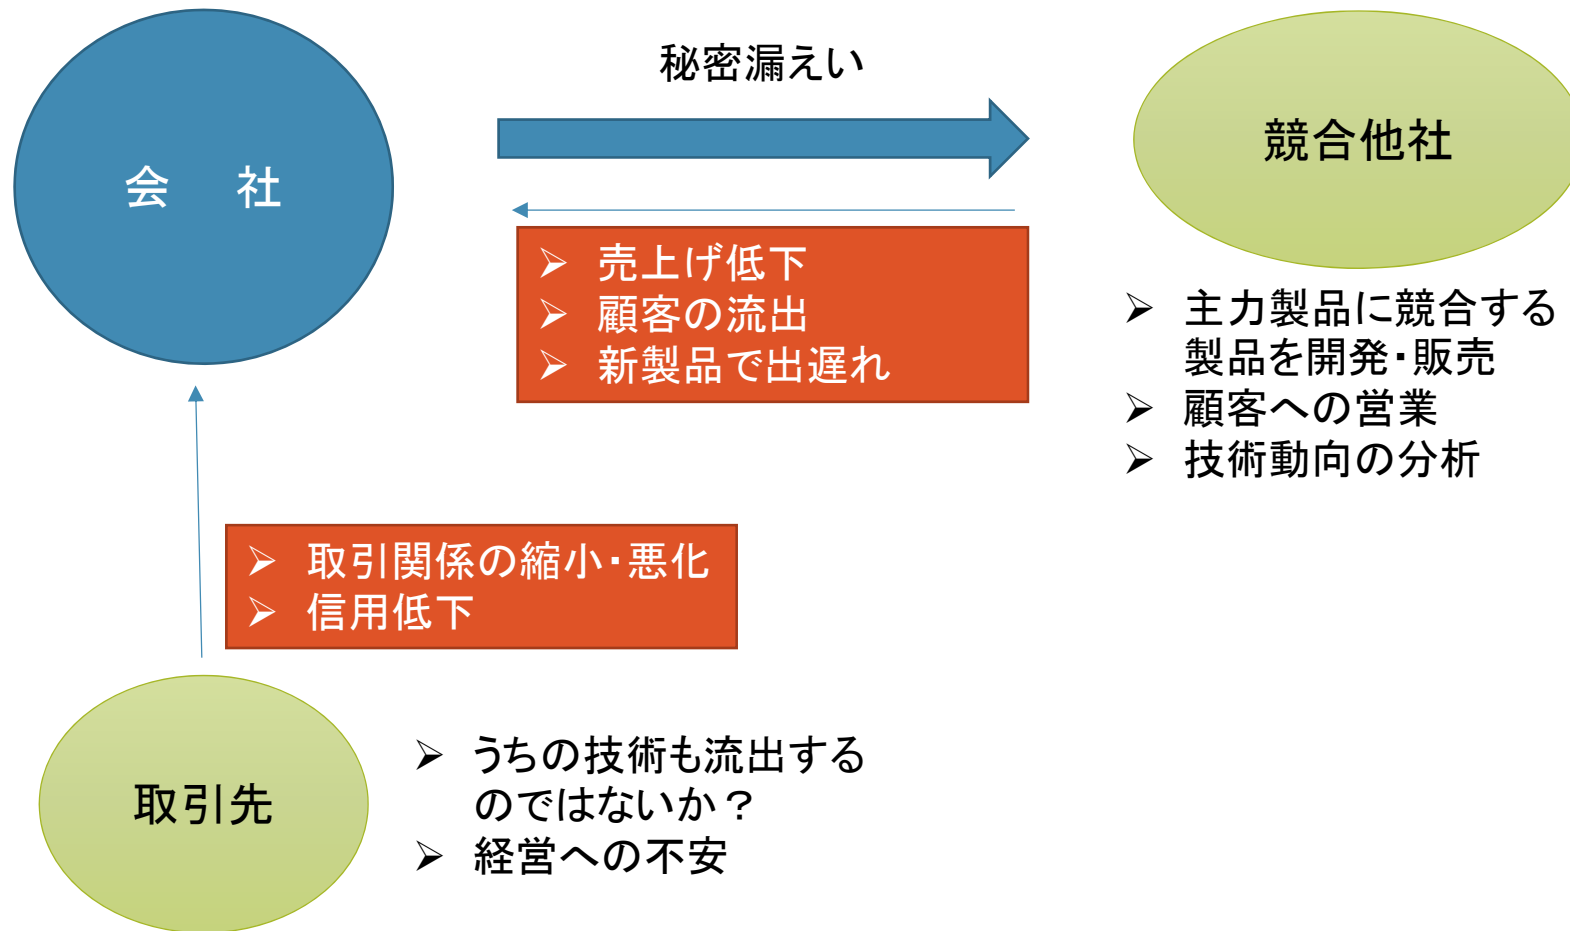 会 社
秘密漏えい
競合他社
➢ 売上げ低下
➢ 顧客の流出
➢ 新製品で出遅れ
➢ 主力製品に競合する
製品を開発・販売
➢ 顧客への営業
➢ 技術動向の分析
➢ 取引関係の縮小・悪化
➢ 信用低下
取引先
➢ うちの技術も流出する
のではないか？
➢ 経営への不安